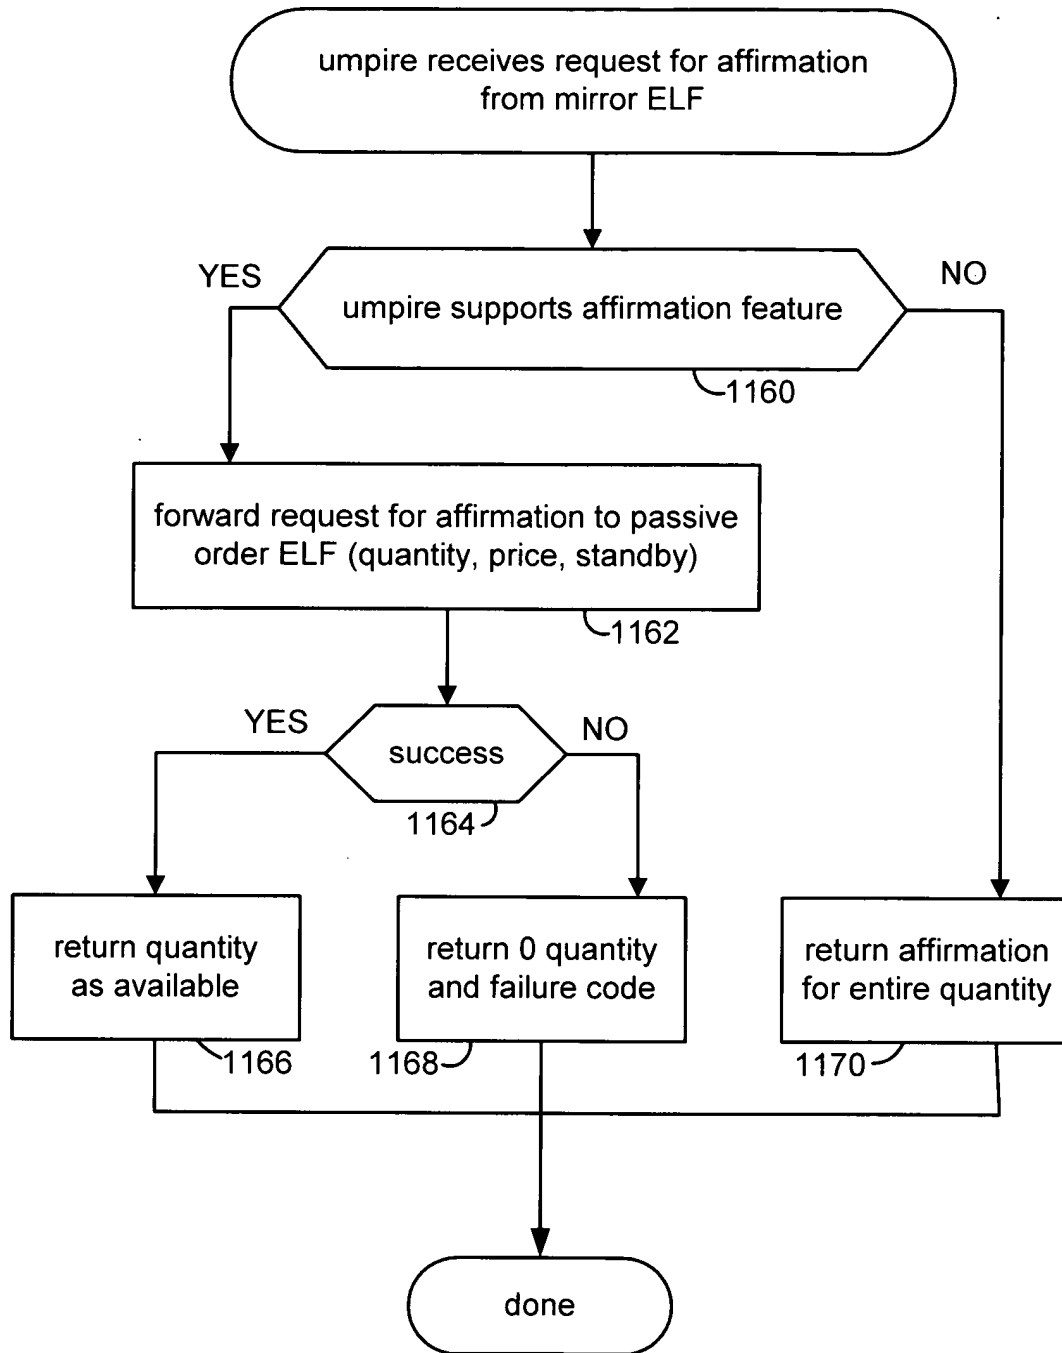 umpire receives request for affirmation
from mirror ELF
YES
NO
umpire supports affirmation feature
1160
forward request for affirmation to passive
order ELF (quantity, price, standby)
1162
YES
NO
success
1164
return quantity
as available
1166
return 0 quantity
and failure code
1168
return affirmation
for entire quantity
1170
done